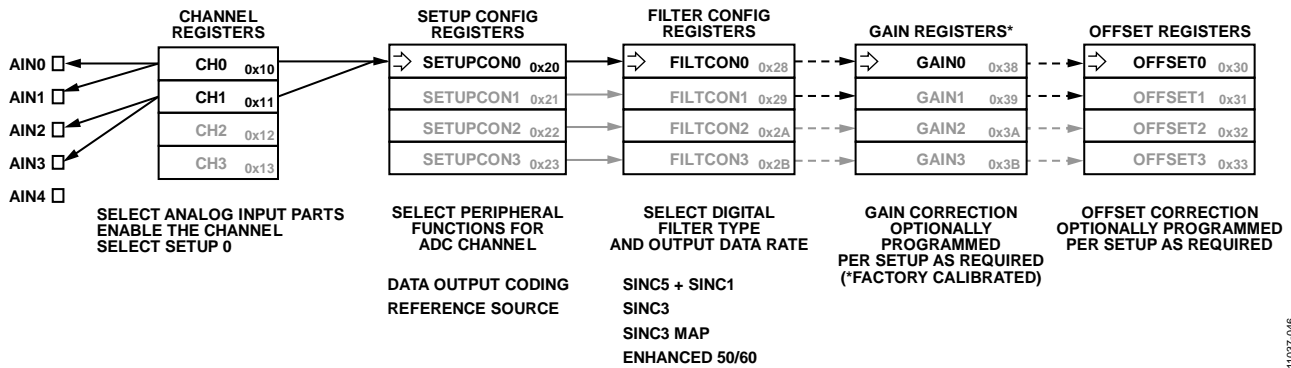 CHANNEL
REGISTERS
SETUP CONFIG
REGISTERS
FILTER CONFIG
REGISTERS
GAIN REGISTERS*
OFFSET REGISTERS
AIN0
AIN1
AIN2
AIN3
AIN4
CH0 0x10
CH1 0x11
CH2 0x12
CH3 0x13
SETUPCON0 0x20
SETUPCON1 0x21
SETUPCON2 0x22
SETUPCON3 0x23
FILTCON0 0x28
FILTCON1 0x29
FILTCON2 0x2A
FILTCON3 0x2B
GAIN0 0x38
GAIN1 0x39
GAIN2 0x3A
GAIN3 0x3B
OFFSET0 0x30
OFFSET1 0x31
OFFSET2 0x32
OFFSET3 0x33
SELECT ANALOG INPUT PARTS
ENABLE THE CHANNEL
SELECT SETUP 0
SELECT PERIPHERAL
FUNCTIONS FOR
ADC CHANNEL
DATA OUTPUT CODING
REFERENCE SOURCE
SELECT DIGITAL
FILTER TYPE
AND OUTPUT DATA RATE
SINC5 + SINC1
SINC3
SINC3 MAP
ENHANCED 50/60
GAIN CORRECTION
OPTIONALLY
PROGRAMMED
PER SETUP AS REQUIRED
(*FACTORY CALIBRATED)
OFFSET CORRECTION
OPTIONALLY PROGRAMMED
PER SETUP AS REQUIRED
11037-046